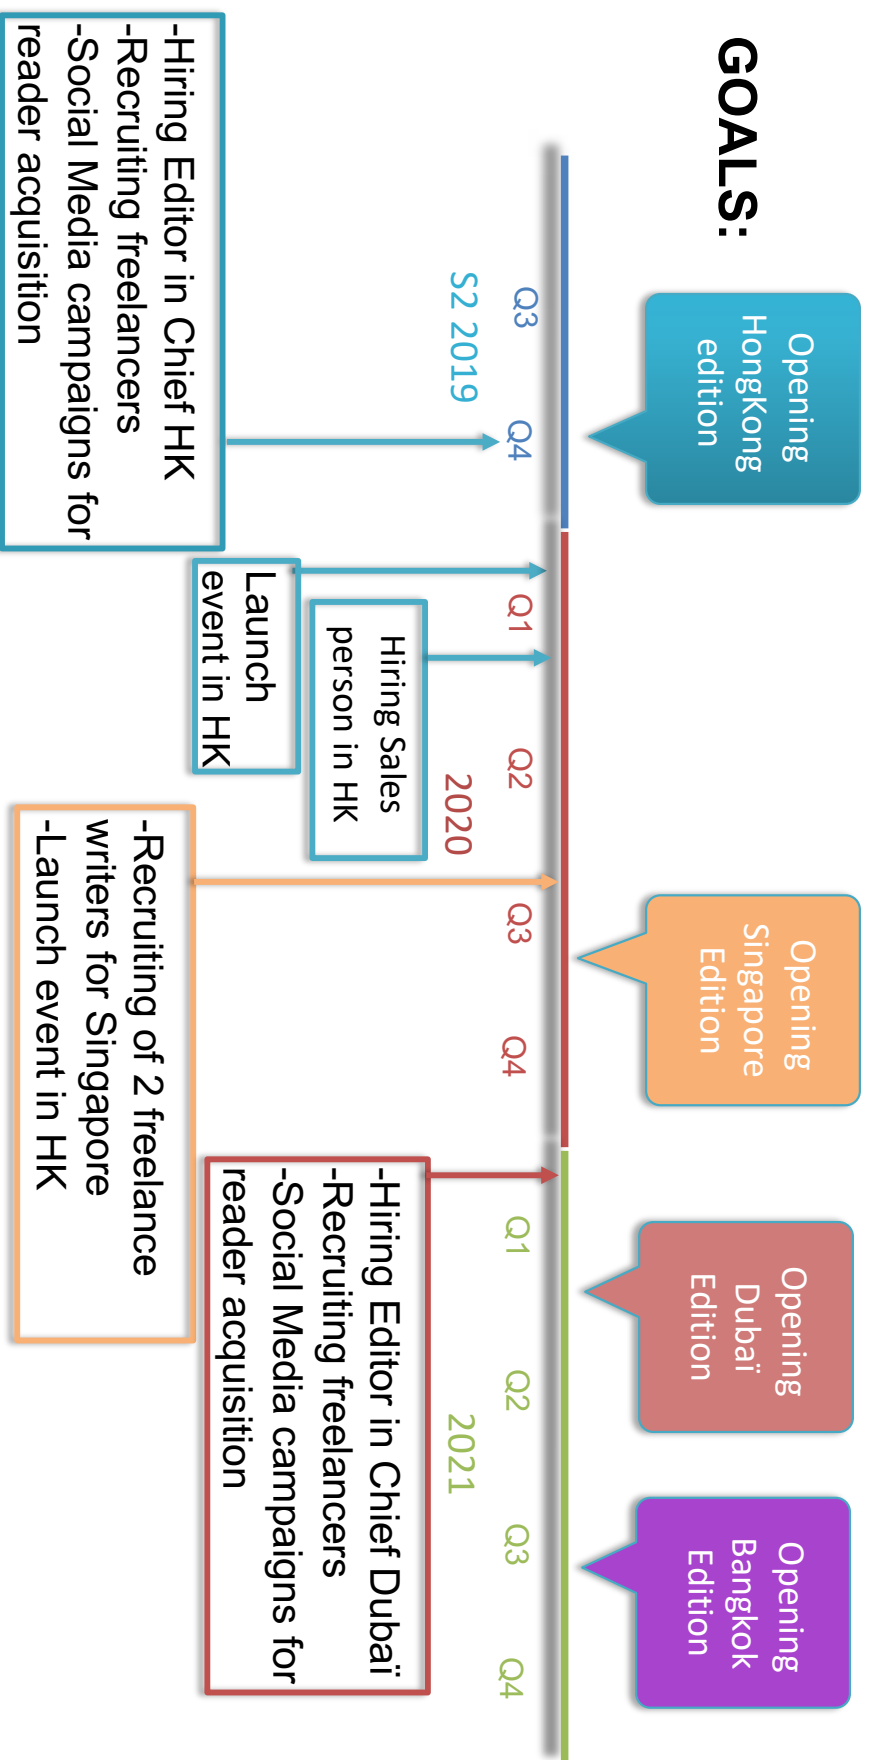 GOALS:
Opening
HongKong
edition
Opening
Singapore
Edition
Opening
Dubaï
Edition
Opening
Bangkok
Edition
Q3
Q4
Q1
Q2
Q3
Q4
Q1
Q2
Q3
Q4
S2 2019
2020
2021
-Hiring Editor in Chief HK
-Recruiting freelancers
-Social Media campaigns for
reader acquisition
Launch
event in HK
Hiring Sales
person in HK
-Recruiting of 2 freelance
writers for Singapore
-Launch event in HK
-Hiring Editor in Chief Dubaï
-Recruiting freelancers
-Social Media campaigns for
reader acquisition